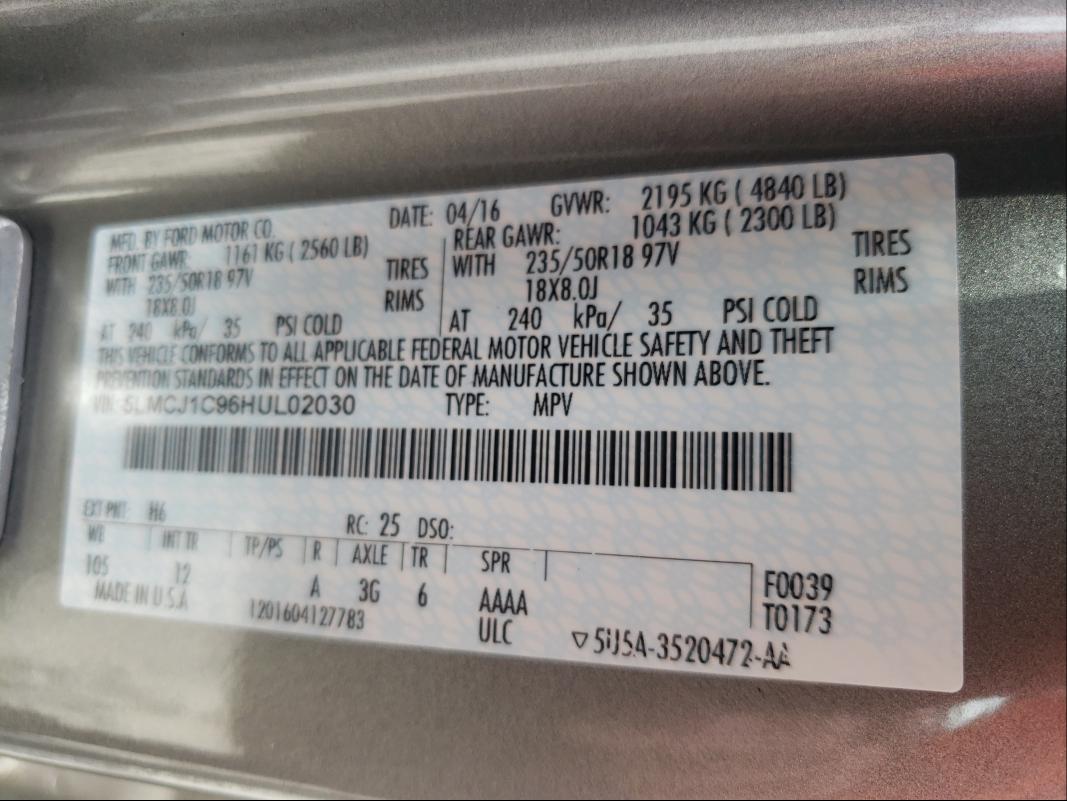 MFD. BY FORD MOTOR CO. DATE: 04/16 GVWR: 2195 KG ( 4840 LB)
FRONT GAWR: 1161 KG ( 2560 LB) REAR GAWR: 1043 KG ( 2300 LB)
WITH 235/50R18 97V TIRES WITH 235/50R18 97V TIRES
18X8.0J RIMS 18X8.0J RIMS
AT 240 kPa/ 35 PSI COLD AT 240 kPa/ 35 PSI COLD
THIS VEHICLE CONFORMS TO ALL APPLICABLE FEDERAL MOTOR VEHICLE SAFETY AND THEFT
PREVENTION STANDARDS IN EFFECT ON THE DATE OF MANUFACTURE SHOWN ABOVE.
VIN: 5LMCJ1C96HUL02030 TYPE: MPV
EXT PNT: H6 RC: 25 DSO:
WB INT TR TP/PS R AXLE TR SPR
105 12 A 3G 6 AAAA F0039
MADE IN U.S.A 1201604127783 ULC T0173
▽5U5A-3520472-AA